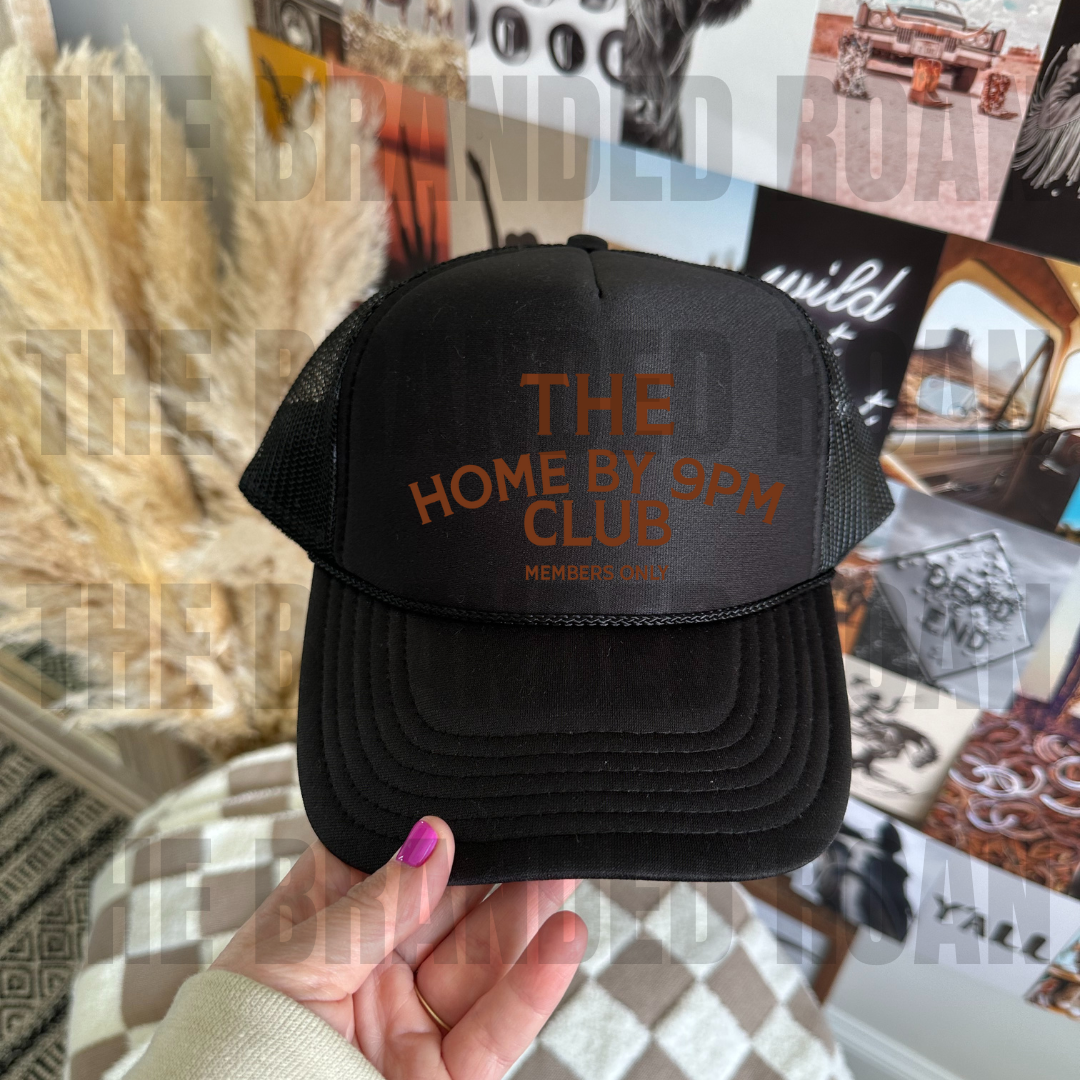 THE BRANDED ROAN
wild
THE BRANDED ROAN
THE
HOME BY 9PM
CLUB
MEMBERS ONLY
DEAD
END
THE BRANDED ROAN
THE BRANDED ROAN
Y'ALL